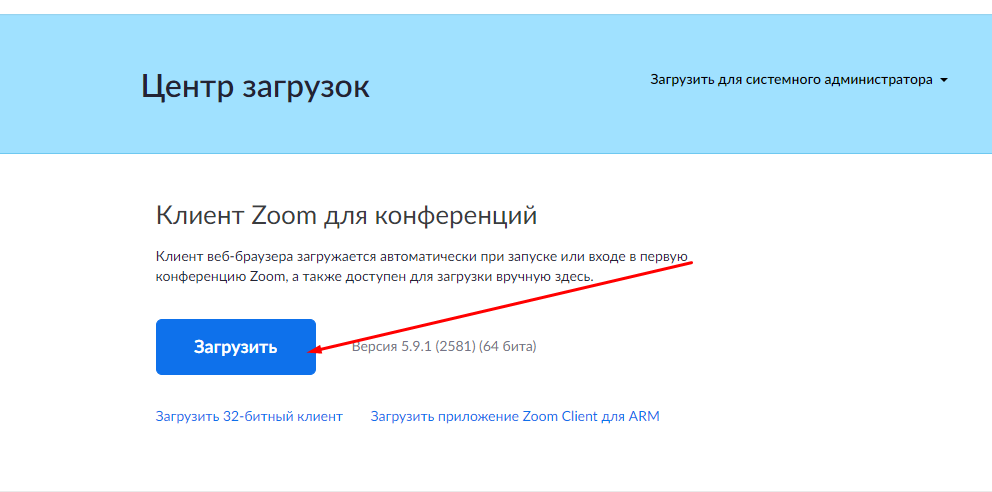 Центр загрузок
Загрузить для системного администратора
Клиент Zoom для конференций
Клиент веб-браузера загружается автоматически при запуске или входе в первую
конференцию Zoom, а также доступен для загрузки вручную здесь.
Загрузить
Версия 5.9.1 (2581) (64 бита)
Загрузить 32-битный клиент
Загрузить приложение Zoom Client для ARM